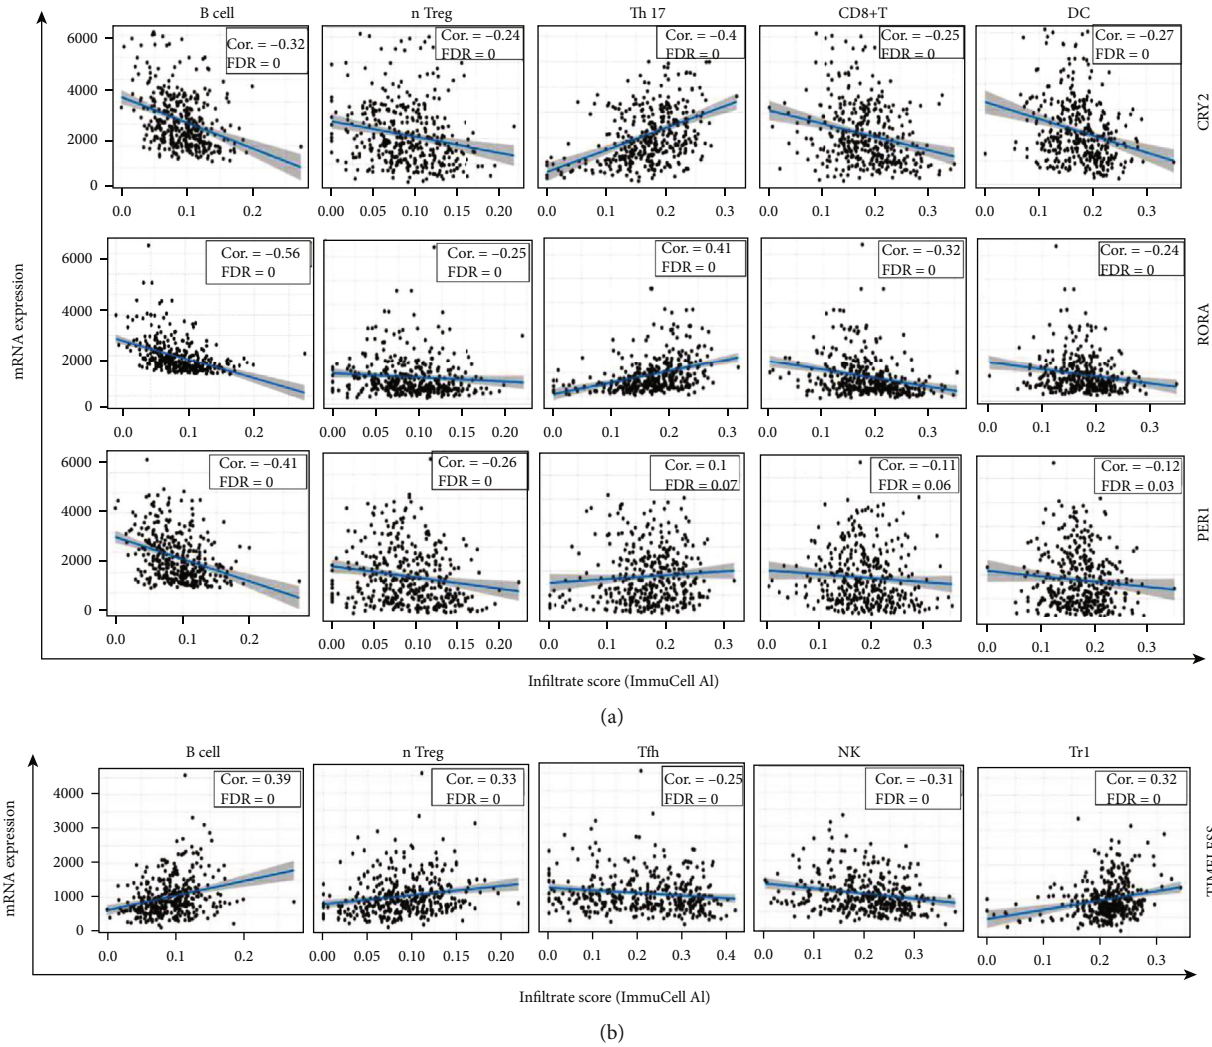 B cell n Treg Th 17 CD8+T DC
Cor. = –0.32 Cor. = –0.24 Cor. = –0.4 Cor. = –0.25 Cor. = –0.27
FDR = 0 FDR = 0 FDR = 0 FDR = 0 FDR = 0
6000
4000
2000
0
CRY2
0.0 0.1 0.2 0.00 0.05 0.10 0.15 0.20 0.0 0.1 0.2 0.3 0.0 0.1 0.2 0.3 0.0 0.1 0.2 0.3
mRNA expression
Cor. = –0.56 Cor. = –0.25 Cor. = 0.41 Cor. = –0.32 Cor. = –0.24
FDR = 0 FDR = 0 FDR = 0 FDR = 0 FDR = 0
6000
4000
2000
0
RORA
0.0 0.1 0.2 0.00 0.05 0.10 0.15 0.20 0.0 0.1 0.2 0.3 0.0 0.1 0.2 0.3 0.0 0.1 0.2 0.3
Cor. = –0.41 Cor. = –0.26 Cor. = 0.1 Cor. = –0.11 Cor. = –0.12
FDR = 0 FDR = 0 FDR = 0.07 FDR = 0.06 FDR = 0.03
6000
4000
2000
0
PER1
0.0 0.1 0.2 0.00 0.05 0.10 0.15 0.20 0.0 0.1 0.2 0.3 0.0 0.1 0.2 0.3 0.0 0.1 0.2 0.3
Infiltrate score (ImmuCell Al)
(a)
B cell n Treg Tfh NK Tr1
Cor. = 0.39 Cor. = 0.33 Cor. = –0.25 Cor. = –0.31 Cor. = 0.32
FDR = 0 FDR = 0 FDR = 0 FDR = 0 FDR = 0
mRNA expression
4000
3000
2000
1000
0
TIMELESS
0.0 0.1 0.2 0.00 0.05 0.10 0.15 0.20 0.0 0.1 0.2 0.3 0.4 0.0 0.1 0.2 0.3 0.0 0.1 0.2 0.3
Infiltrate score (ImmuCell Al)
(b)